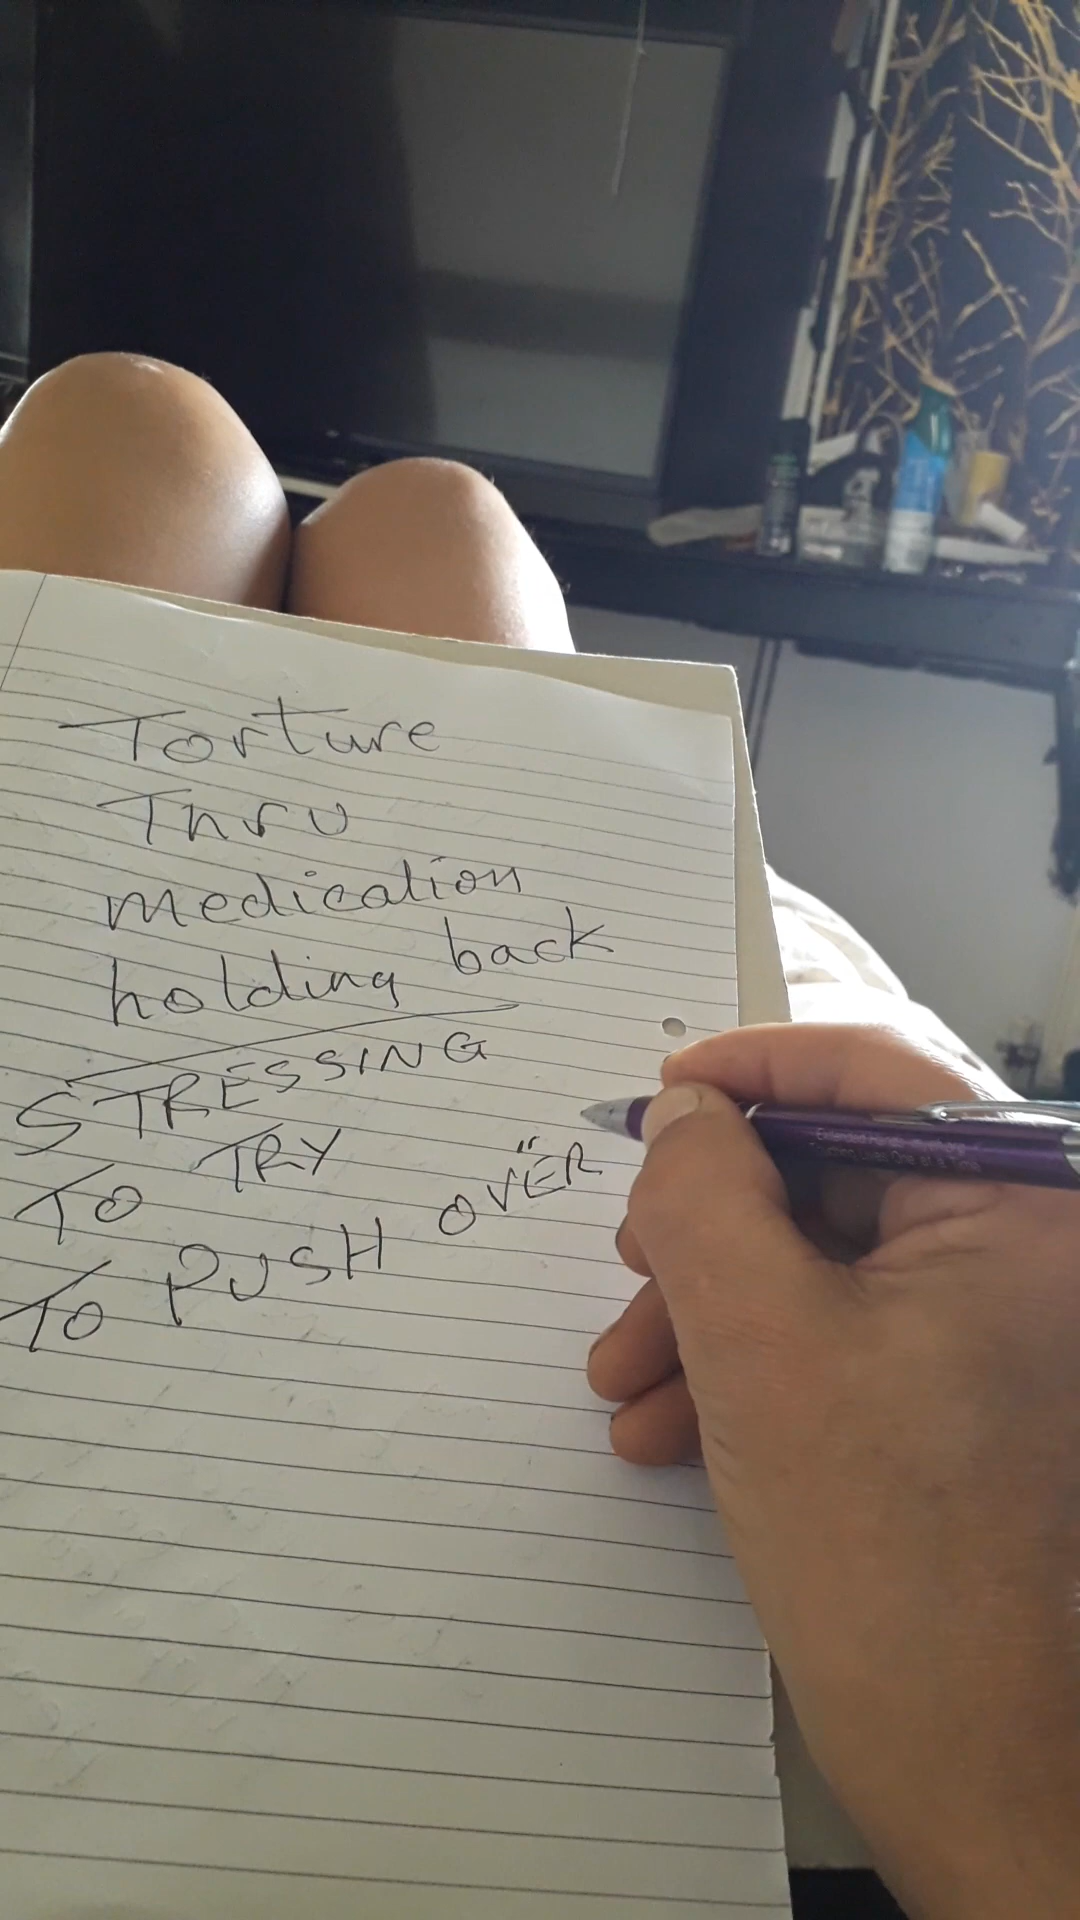 Torture
Thru
medication
holding back
STRESSING
TO TRY
TO PUSH OVER